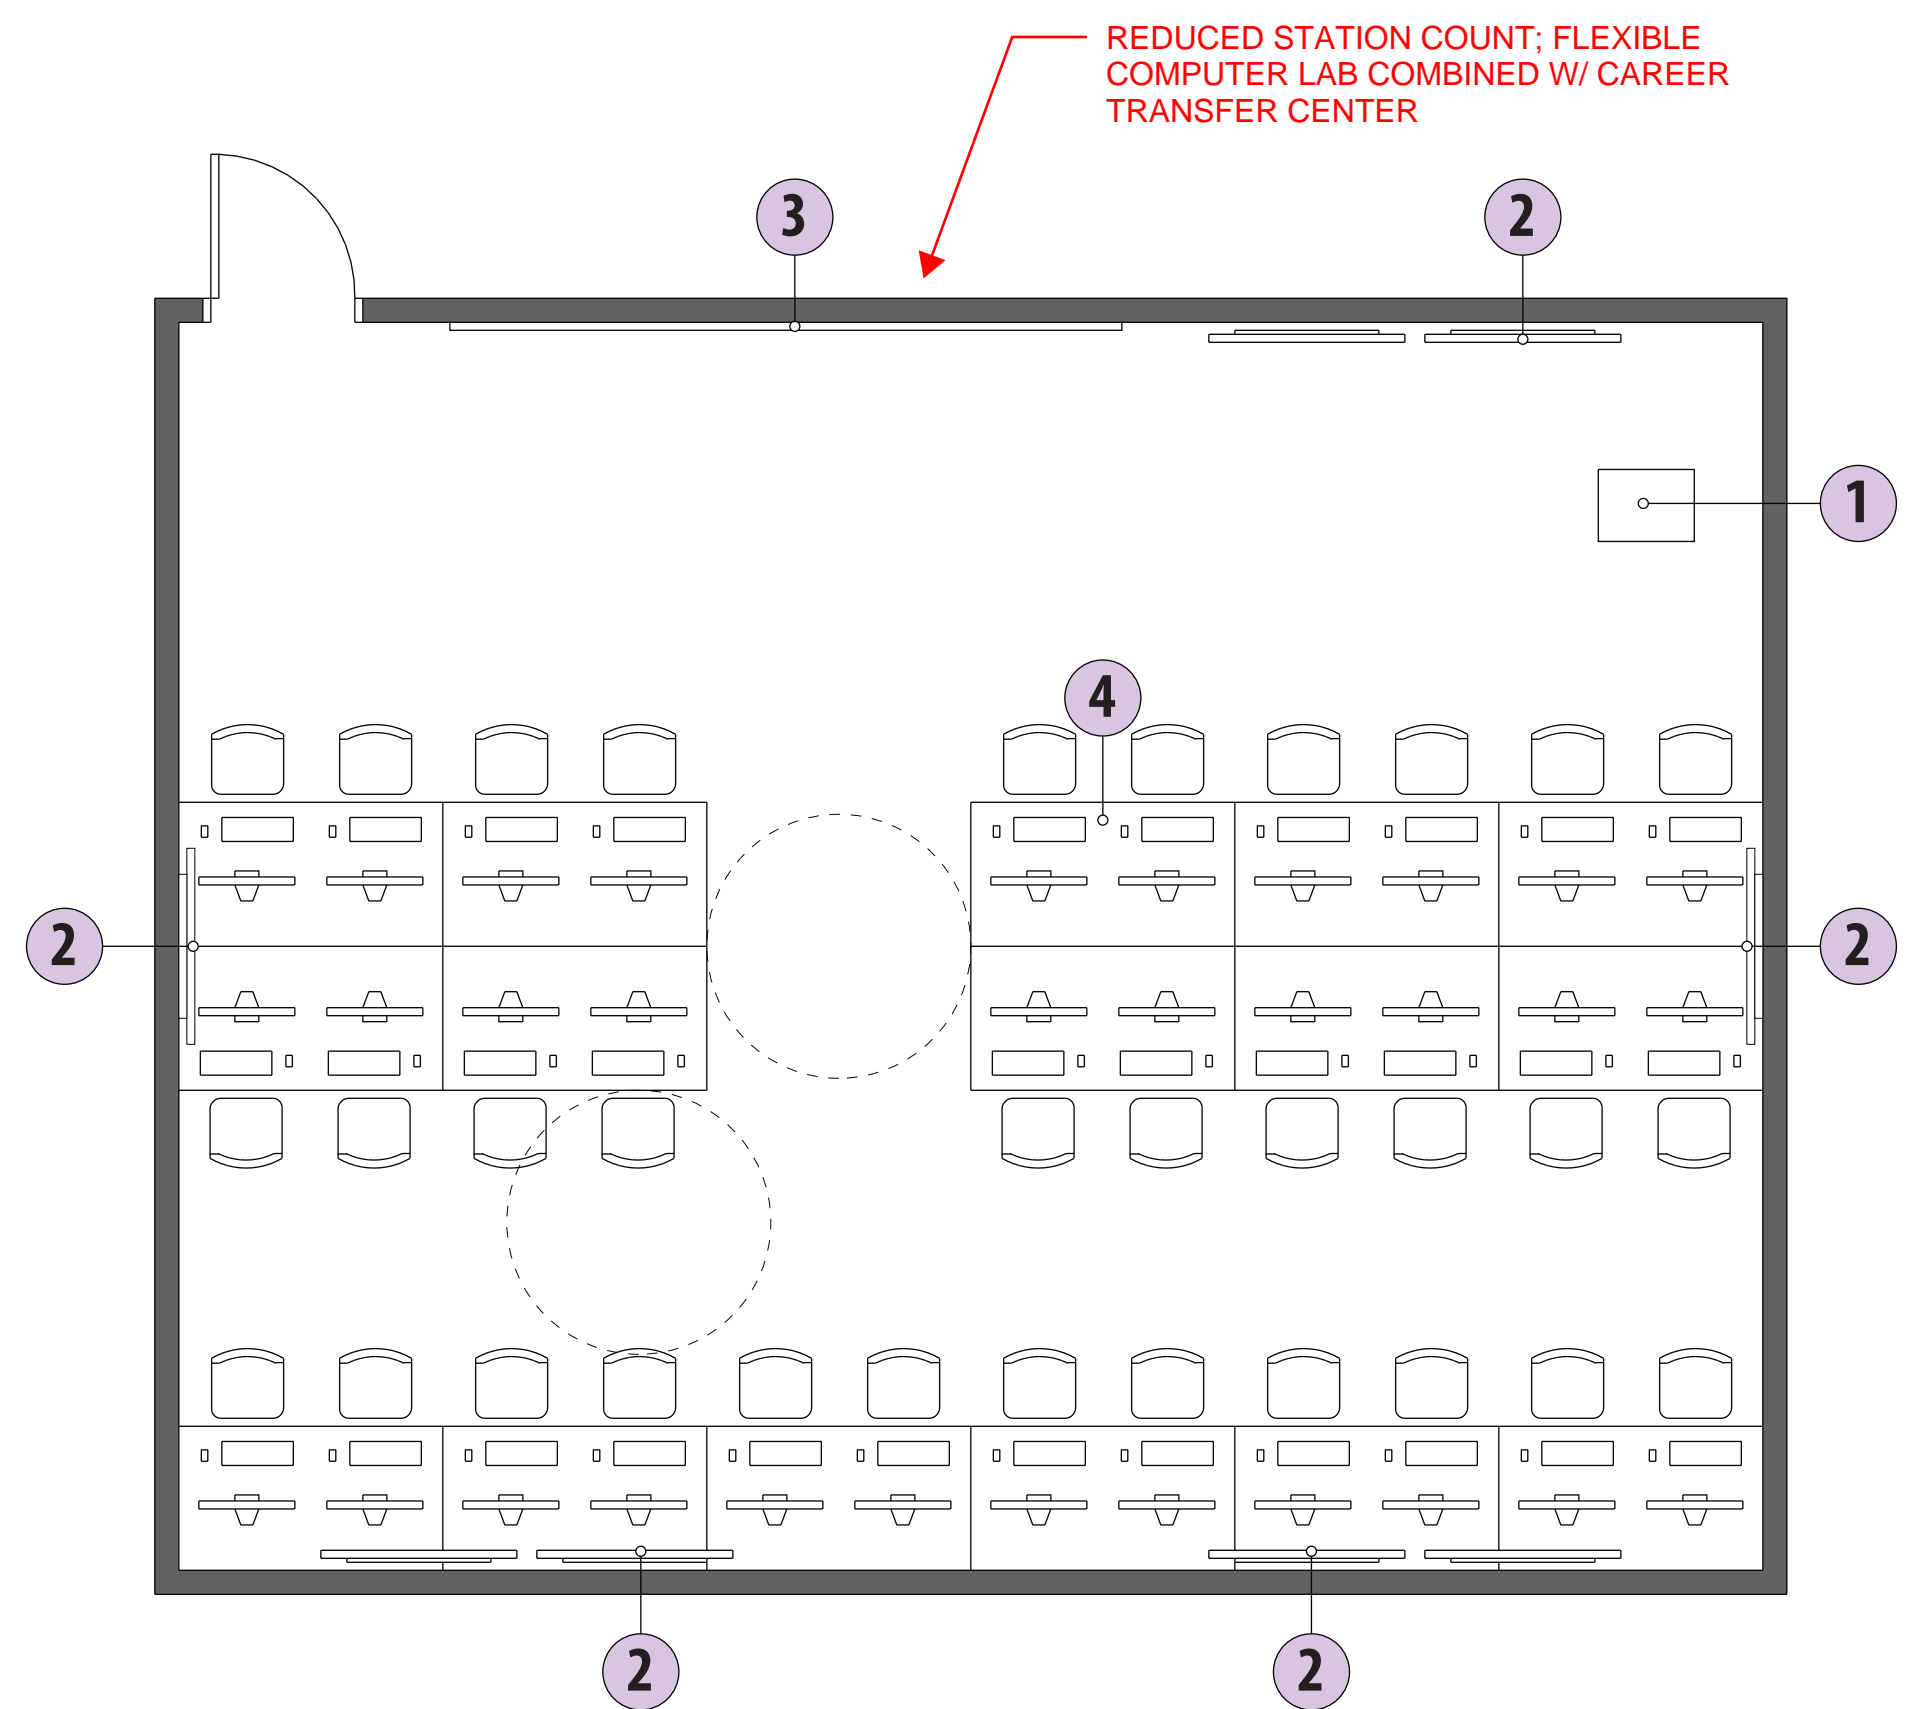 REDUCED STATION COUNT; FLEXIBLE
COMPUTER LAB COMBINED W/ CAREER
TRANSFER CENTER
3
2
1
4
2
2
2
2